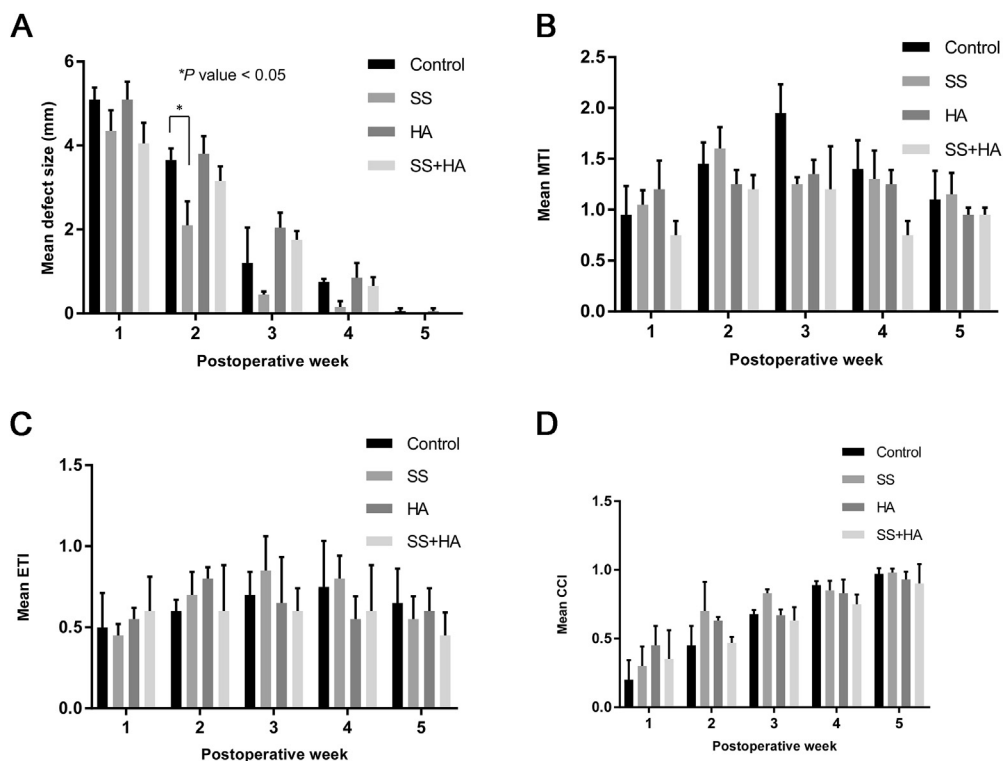 A
*P value < 0.05
*
Control
SS
HA
SS+HA
Mean defect size (mm)
6
4
2
0
1 2 3 4 5
Postoperative week
B
Control
SS
HA
SS+HA
Mean MTI
2.5
2.0
1.5
1.0
0.5
0.0
1 2 3 4 5
Postoperative week
C
Control
SS
HA
SS+HA
Mean ETI
1.5
1.0
0.5
0.0
1 2 3 4 5
Postoperative week
D
Control
SS
HA
SS+HA
Mean CCI
1.5
1.0
0.5
0.0
1 2 3 4 5
Postoperative week